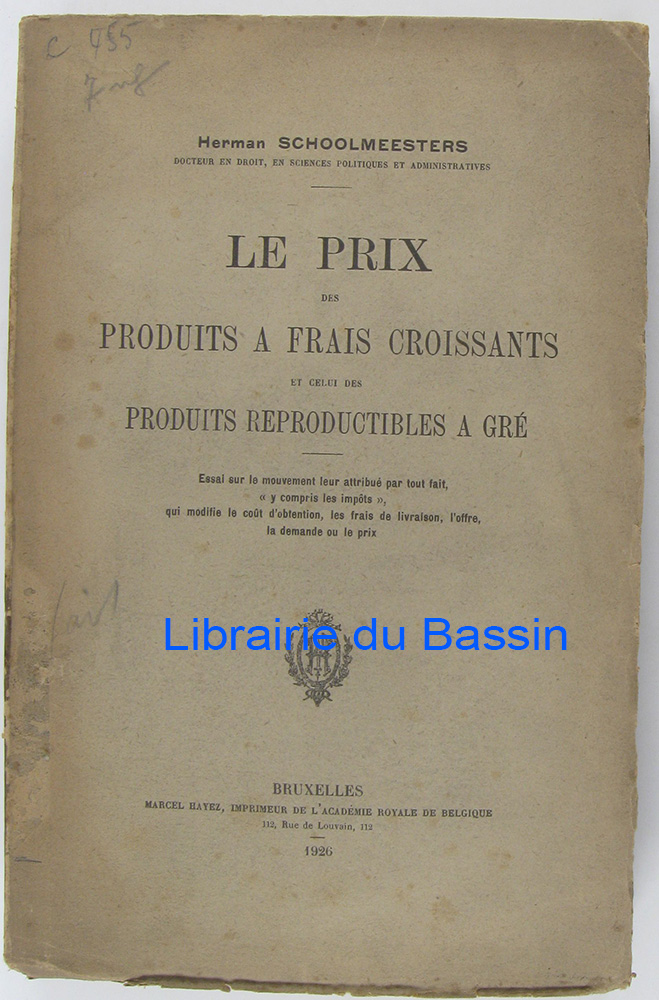 c 455
Herman SCHOOLMEESTERS
DOCTEUR EN DROIT, EN SCIENCES POLITIQUES ET ADMINISTRATIVES
LE PRIX
DES
PRODUITS A FRAIS CROISSANTS
ET CELUI DES
PRODUITS REPRODUCTIBLES A GRÉ
Essai sur le mouvement leur attribué par tout fait,
« y compris les impôts »,
qui modifie le coût d'obtention, les frais de livraison, l'offre,
la demande ou le prix
Librairie du Bassin
BRUXELLES
MARCEL HAYEZ, IMPRIMEUR DE L'ACADÉMIE ROYALE DE BELGIQUE
112, Rue de Louvain, 112
1926